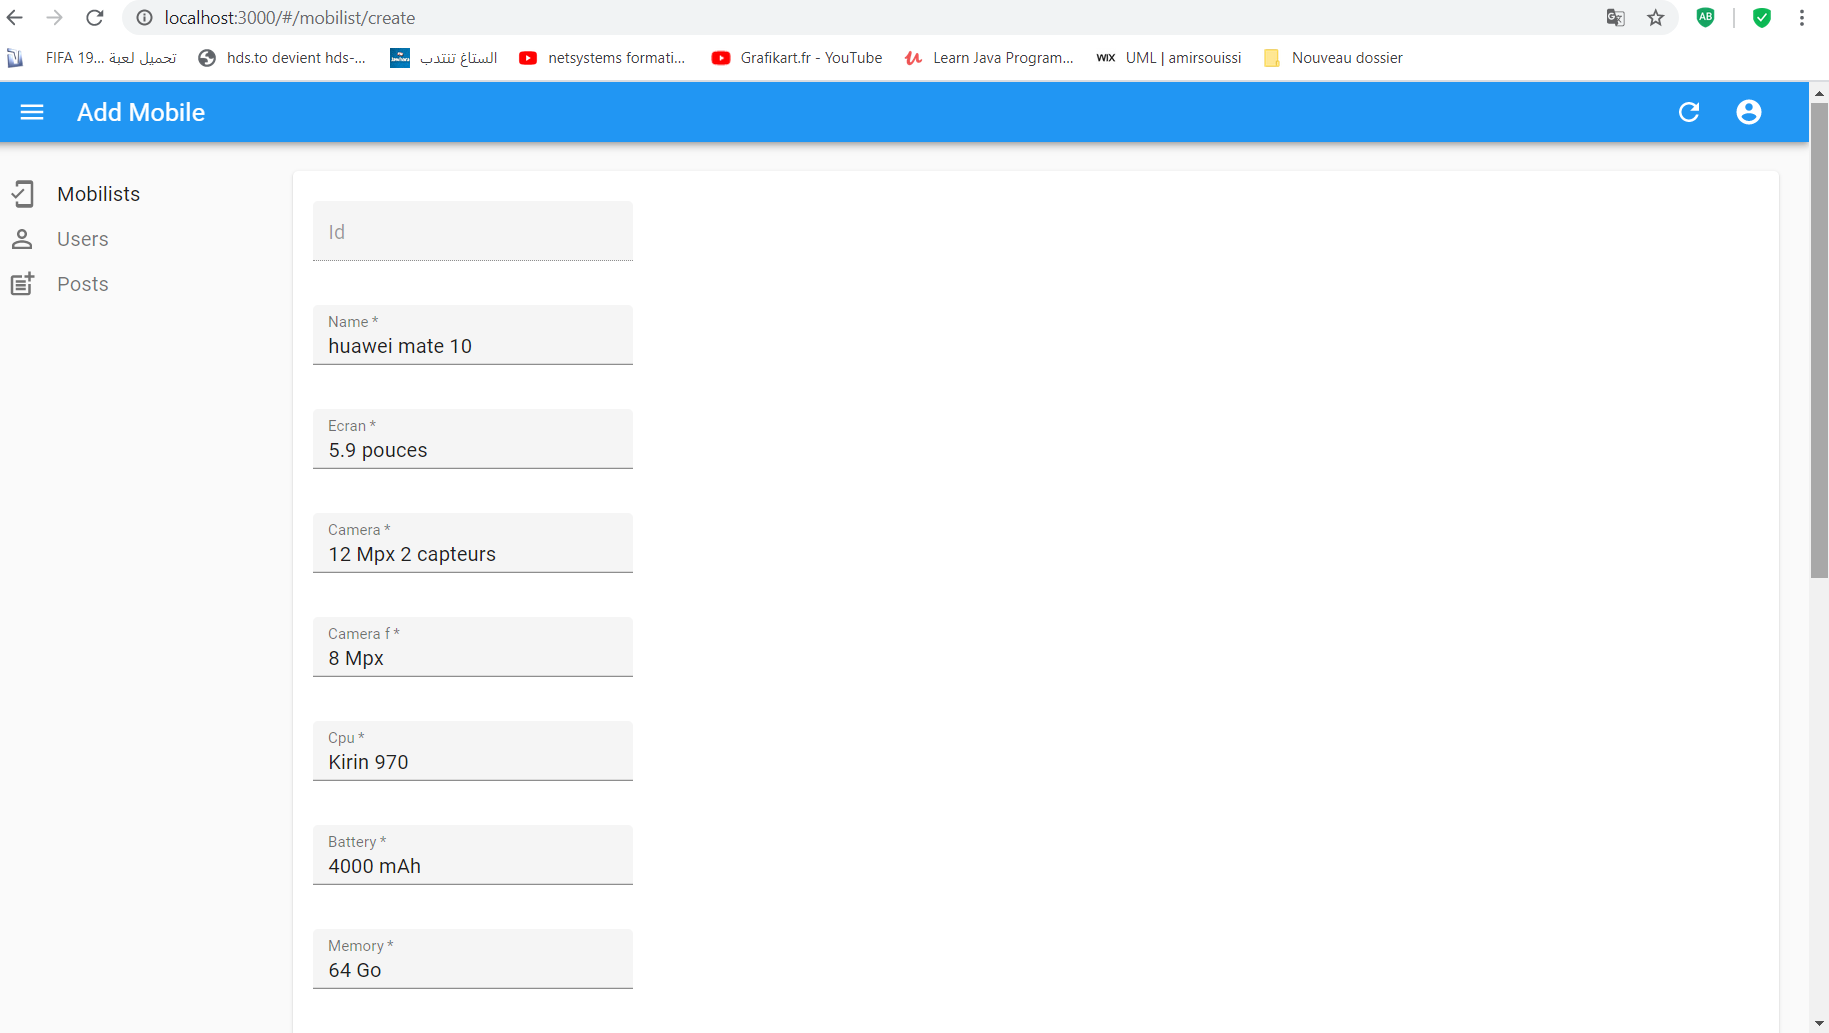 localhost:3000/#/mobilist/create
FIFA 19... تحميل لعبة
hds.to devient hds-...
الستاغ تنتدب
netsystems formati...
Grafikart.fr - YouTube
Learn Java Program...
WIX UML | amirsouissi
Nouveau dossier
AB
Add Mobile
Mobilists
Users
Posts
Id
Name *
huawei mate 10
Ecran *
5.9 pouces
Camera *
12 Mpx 2 capteurs
Camera f *
8 Mpx
Cpu *
Kirin 970
Battery *
4000 mAh
Memory *
64 Go